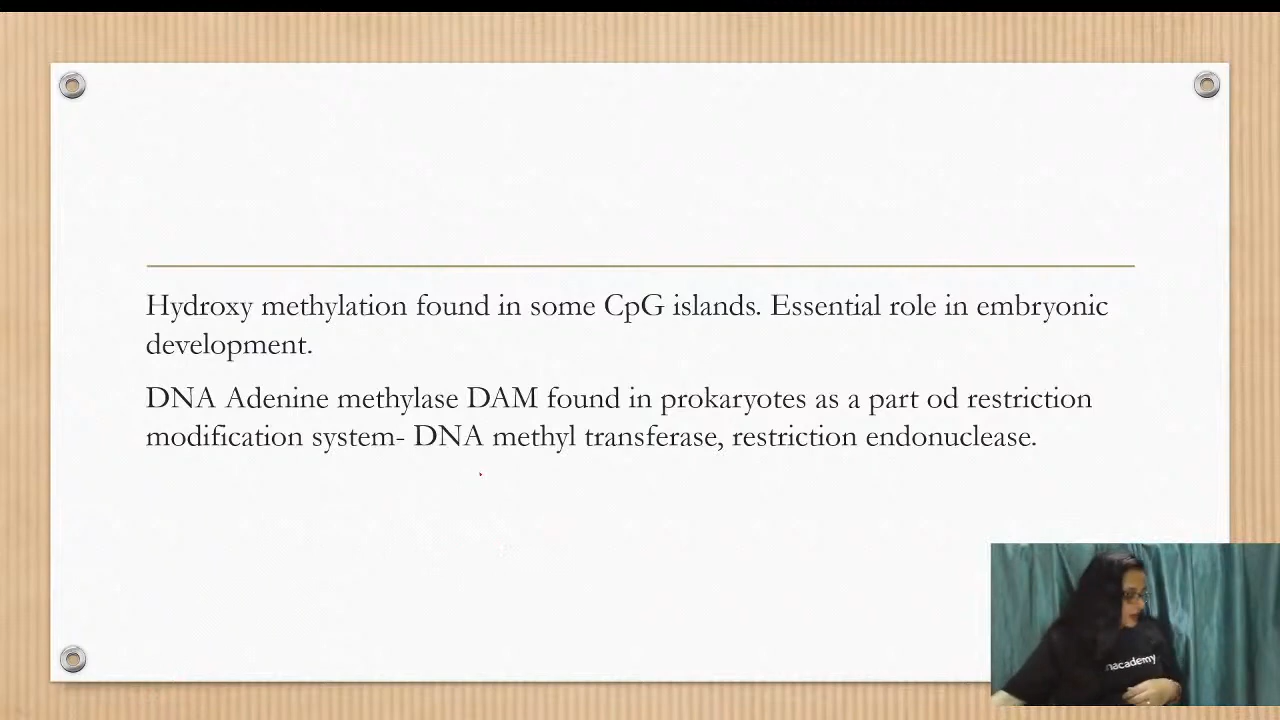 Hydroxy methylation found in some CpG islands. Essential role in embryonic
development.
DNA Adenine methylase DAM found in prokaryotes as a part od restriction
modification system- DNA methyl transferase, restriction endonuclease.
nacademy